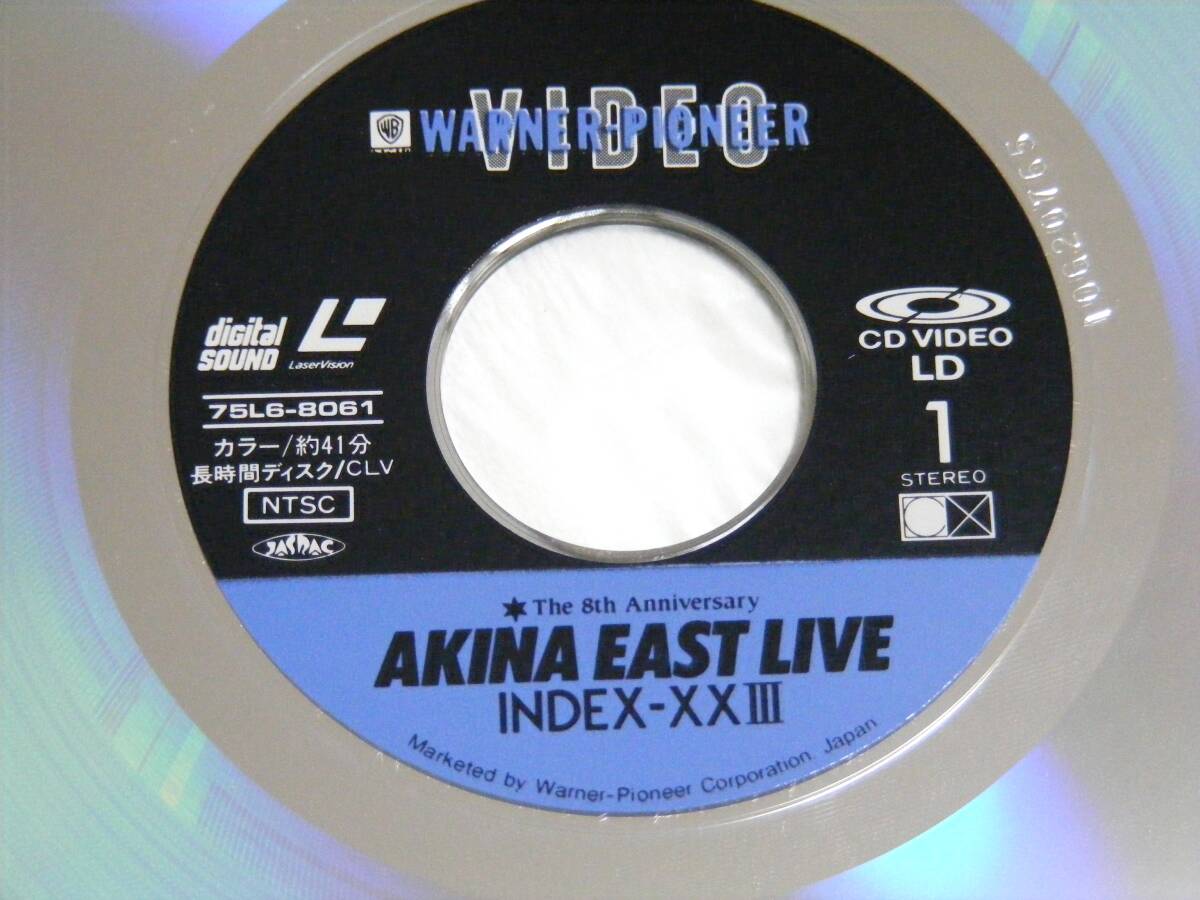 VIDEO
WB WARNER-PIONEER
10620765
digital SOUND
LaserVision
75L6-8061
カラー/約41分
長時間ディスク/CLV
NTSC
JASRAC
CD VIDEO
LD
1
STEREO
The 8th Anniversary
AKINA EAST LIVE
INDEX-XXIII
Marketed by Warner-Pioneer Corporation, Japan